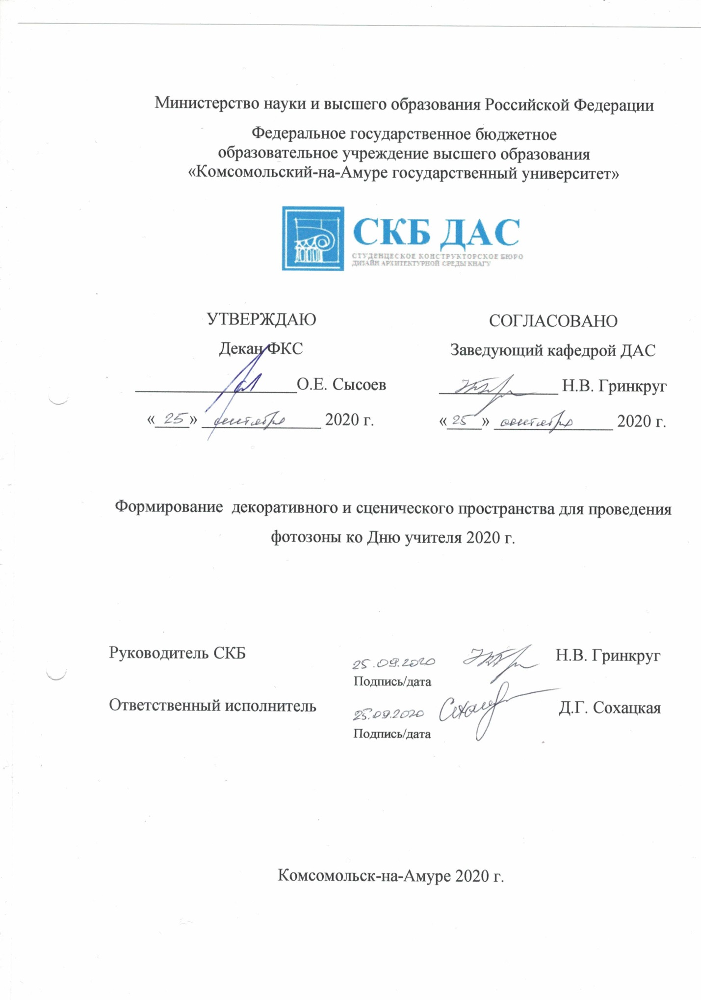 Министерство науки и высшего образования Российской Федерации
Федеральное государственное бюджетное
образовательное учреждение высшего образования
«Комсомольский-на-Амуре государственный университет»
СКБ ДАС
СТУДЕНЦЕСКОЕ КОНСТРУКТОРСКОЕ БЮРО
ДИЗАЙН АРХИТЕКТУРНОЙ СРЕДЫ КНАГУ
УТВЕРЖДАЮ
Декан ФКС
О.Е. Сысоев
«25» сентября 2020 г.
СОГЛАСОВАНО
Заведующий кафедрой ДАС
Н.В. Гринкруг
«25» сентября 2020 г.
Формирование декоративного и сценического пространства для проведения
фотозоны ко Дню учителя 2020 г.
Руководитель СКБ 25.09.2020 Н.В. Гринкруг
Подпись/дата
Ответственный исполнитель 25.09.2020 Д.Г. Сохацкая
Подпись/дата
Комсомольск-на-Амуре 2020 г.